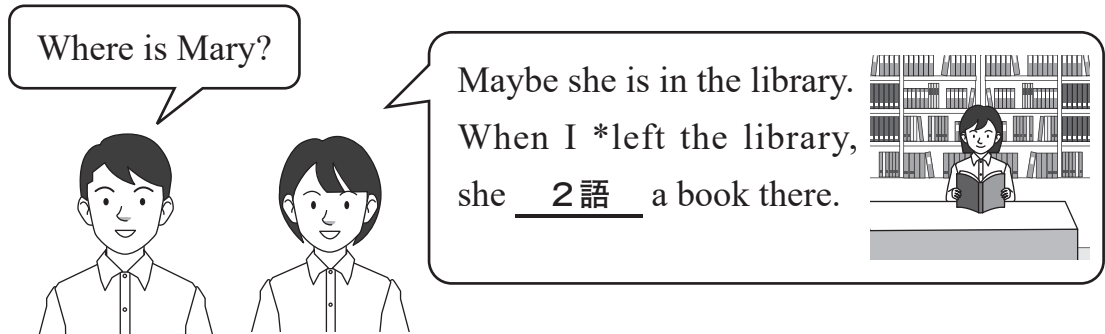 Where is Mary?
Maybe she is in the library.
When I *left the library,
she 2語 a book there.